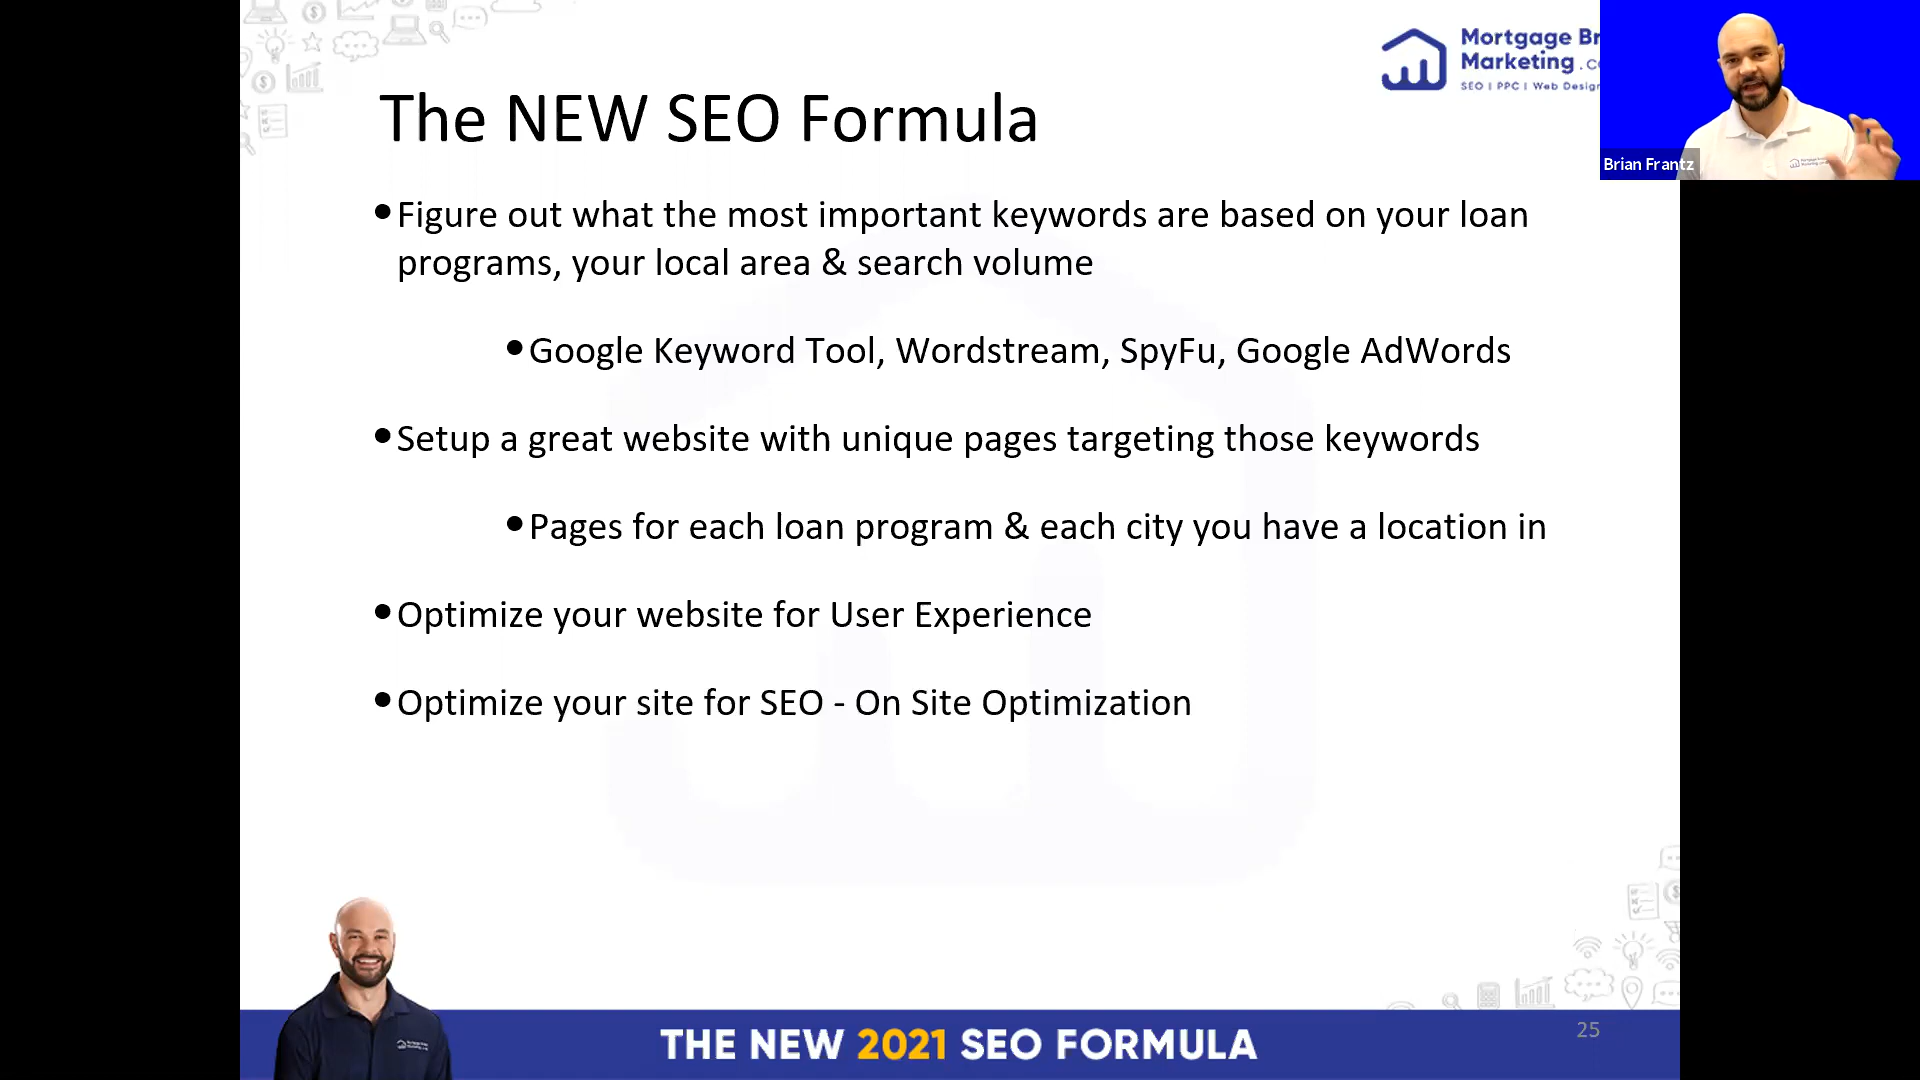 Mortgage Br
Marketing .co
SEO | PPC | Web Design
Brian Frantz
The NEW SEO Formula
•Figure out what the most important keywords are based on your loan
programs, your local area & search volume
•Google Keyword Tool, Wordstream, SpyFu, Google AdWords
•Setup a great website with unique pages targeting those keywords
•Pages for each loan program & each city you have a location in
•Optimize your website for User Experience
•Optimize your site for SEO - On Site Optimization
THE NEW 2021 SEO FORMULA
25